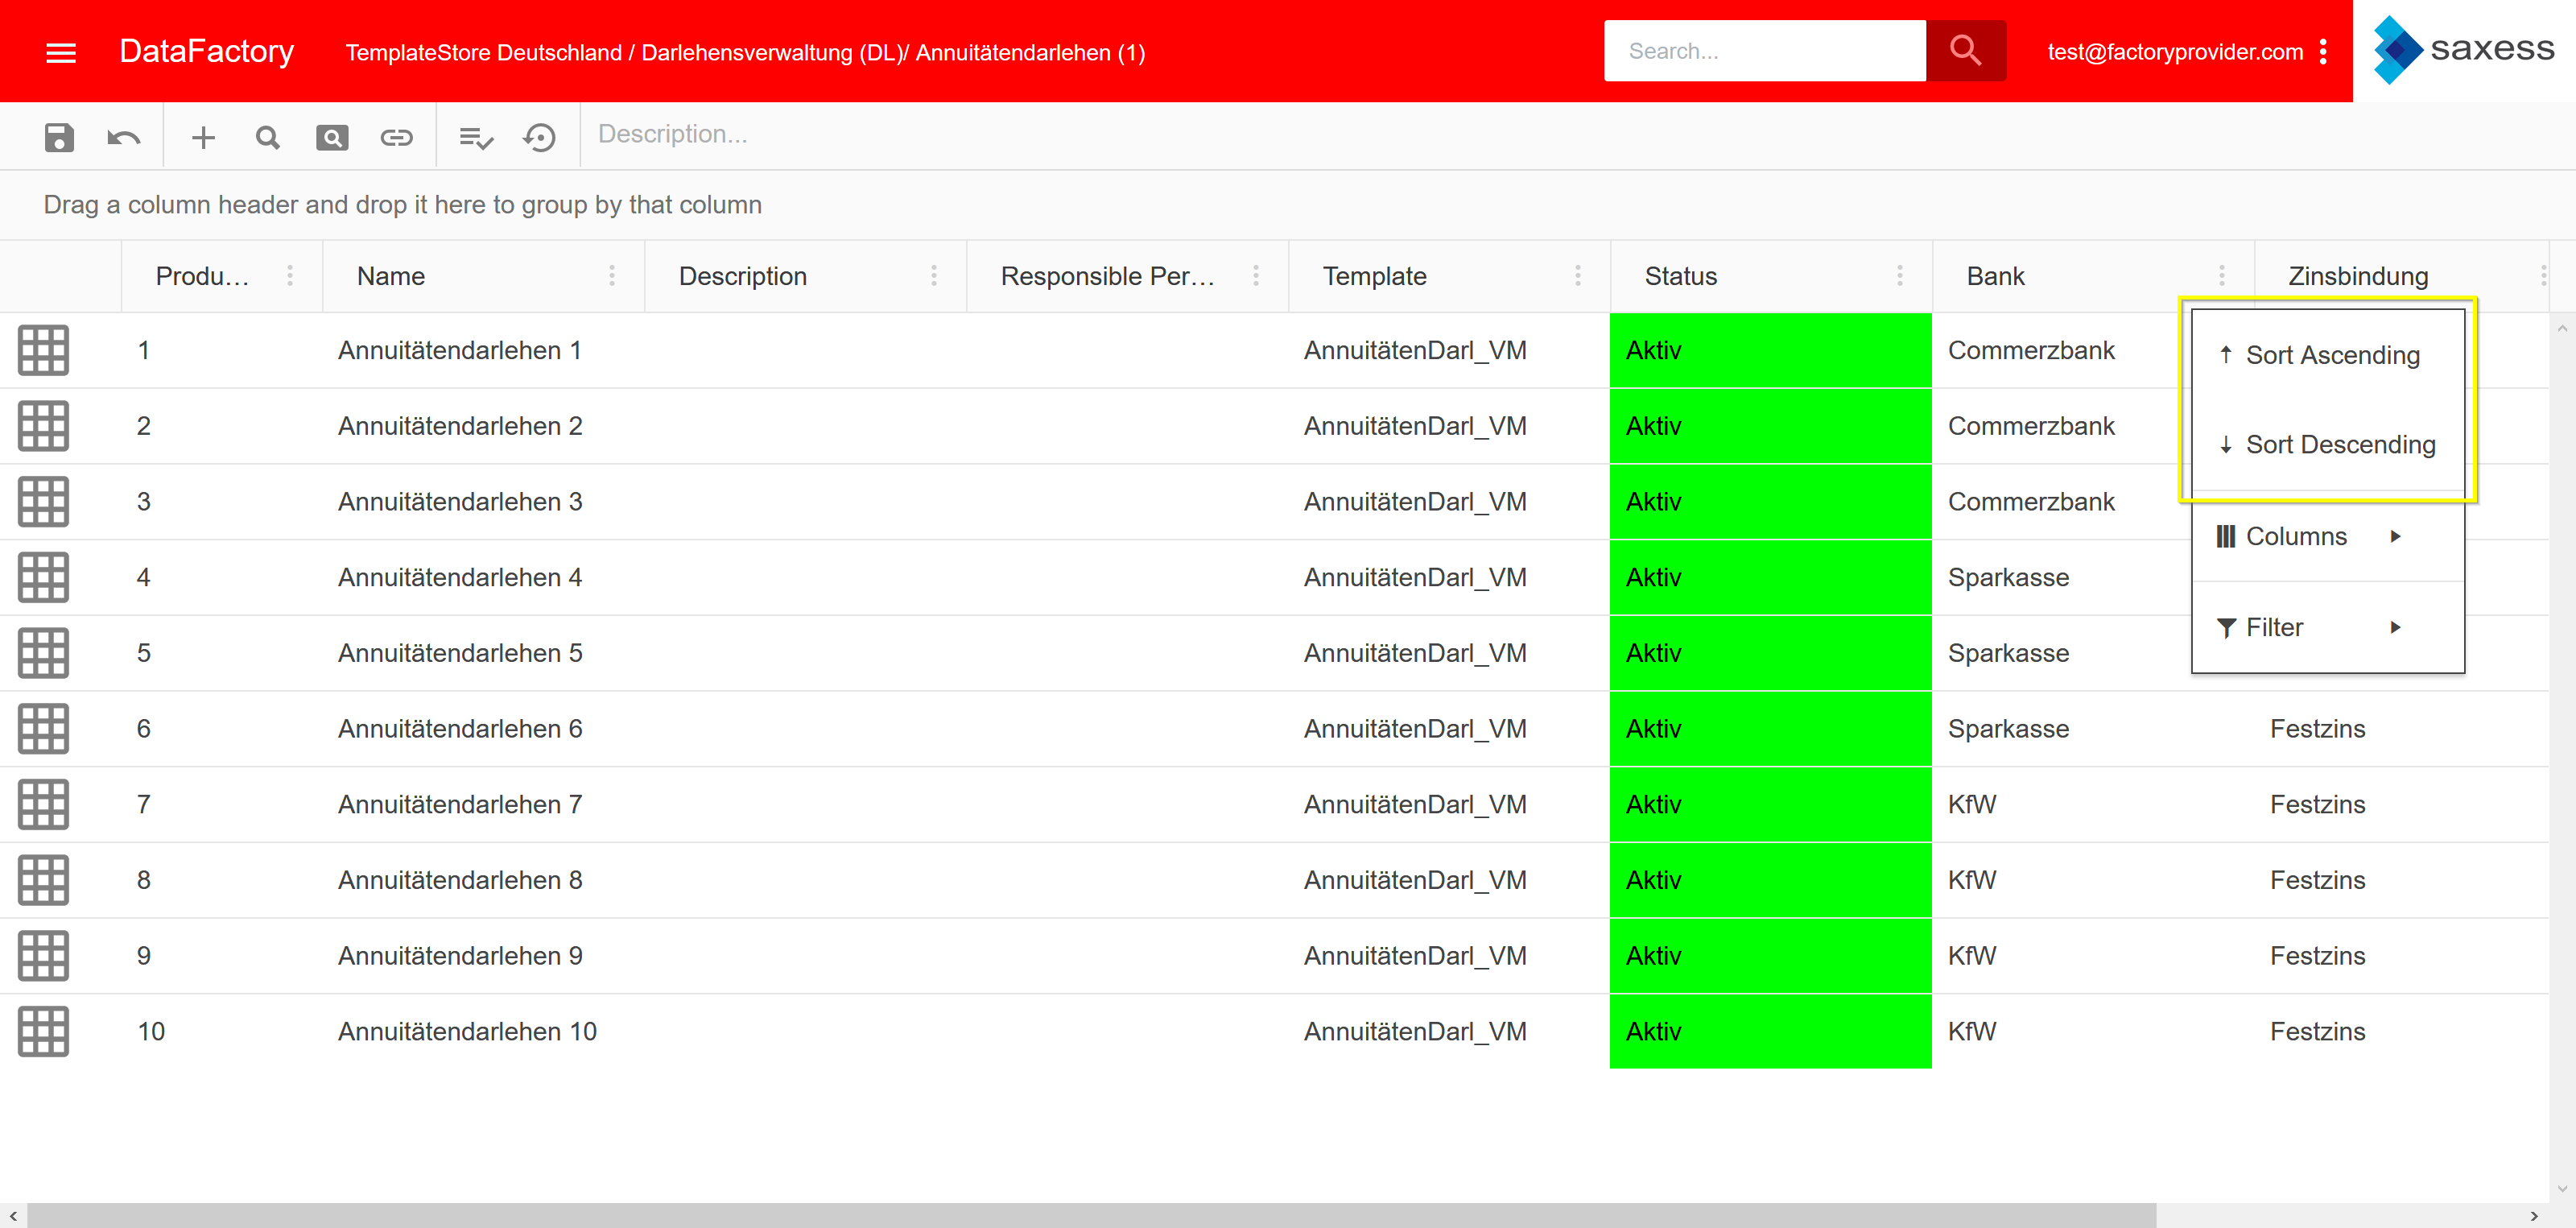 DataFactory TemplateStore Deutschland / Darlehensverwaltung (DL)/ Annuitätendarlehen (1) Search... test@factoryprovider.com saxess
Description...
Drag a column header and drop it here to group by that column
Produ... Name Description Responsible Per... Template Status Bank Zinsbindung
1 Annuitätendarlehen 1 AnnuitätenDarl_VM Aktiv Commerzbank
Sort Ascending
2 Annuitätendarlehen 2 AnnuitätenDarl_VM Aktiv Commerzbank
Sort Descending
3 Annuitätendarlehen 3 AnnuitätenDarl_VM Aktiv Commerzbank
Columns
4 Annuitätendarlehen 4 AnnuitätenDarl_VM Aktiv Sparkasse
Filter
5 Annuitätendarlehen 5 AnnuitätenDarl_VM Aktiv Sparkasse
6 Annuitätendarlehen 6 AnnuitätenDarl_VM Aktiv Sparkasse Festzins
7 Annuitätendarlehen 7 AnnuitätenDarl_VM Aktiv KfW Festzins
8 Annuitätendarlehen 8 AnnuitätenDarl_VM Aktiv KfW Festzins
9 Annuitätendarlehen 9 AnnuitätenDarl_VM Aktiv KfW Festzins
10 Annuitätendarlehen 10 AnnuitätenDarl_VM Aktiv KfW Festzins